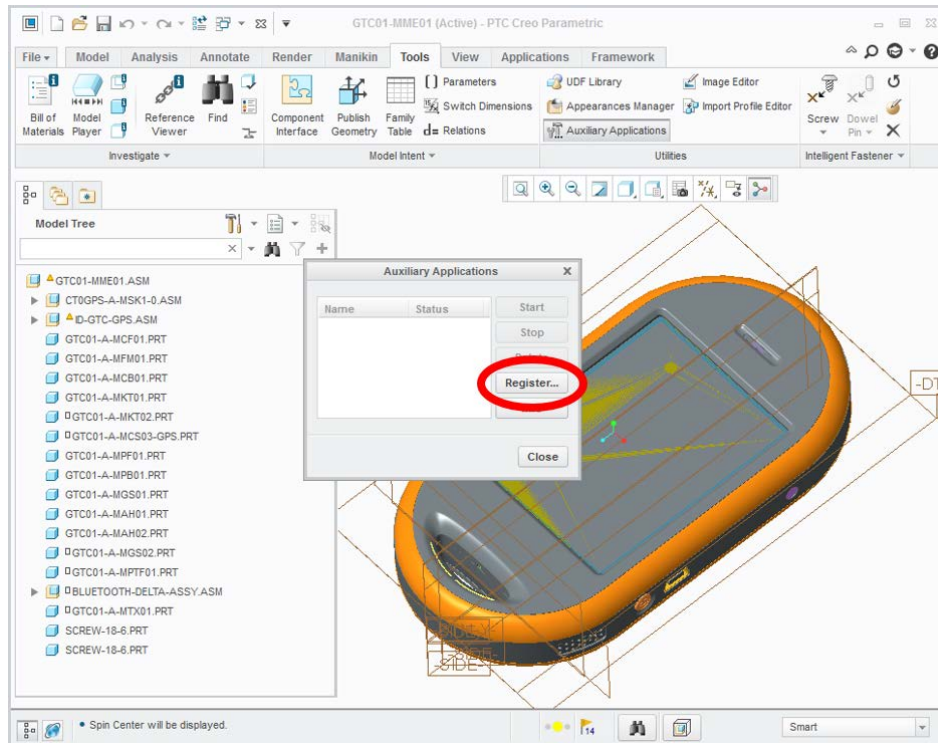 GTC01-MME01 (Active) - PTC Creo Parametric
File Model Analysis Annotate Render Manikin Tools View Applications Framework
Bill of Materials
Model Player
Reference Viewer
Find
Component Interface
Publish Geometry
Family Table
Parameters
Switch Dimensions
d= Relations
UDF Library
Appearances Manager
Auxiliary Applications
Image Editor
Import Profile Editor
Screw
Dowel Pin
Investigate
Model Intent
Utilities
Intelligent Fastener
Model Tree
GTC01-MME01.ASM
CT0GPS-A-MSK1-0.ASM
ID-GTC-GPS.ASM
GTC01-A-MCF01.PRT
GTC01-A-MFM01.PRT
GTC01-A-MCB01.PRT
GTC01-A-MKT01.PRT
GTC01-A-MKT02.PRT
GTC01-A-MCS03-GPS.PRT
GTC01-A-MPF01.PRT
GTC01-A-MPB01.PRT
GTC01-A-MGS01.PRT
GTC01-A-MAH01.PRT
GTC01-A-MAH02.PRT
GTC01-A-MGS02.PRT
GTC01-A-MPTF01.PRT
BLUETOOTH-DELTA-ASSY.ASM
GTC01-A-MTX01.PRT
SCREW-18-6.PRT
SCREW-18-6.PRT
Auxiliary Applications
Name Status
Start
Stop
Register...
Close
-DT
-SIDE-
-SIDE-
Spin Center will be displayed.
14
Smart